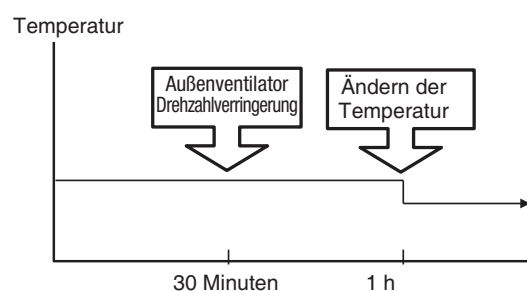 Temperatur
Außenventilator
Drehzahlverringerung
Ändern der
Temperatur
30 Minuten
1 h